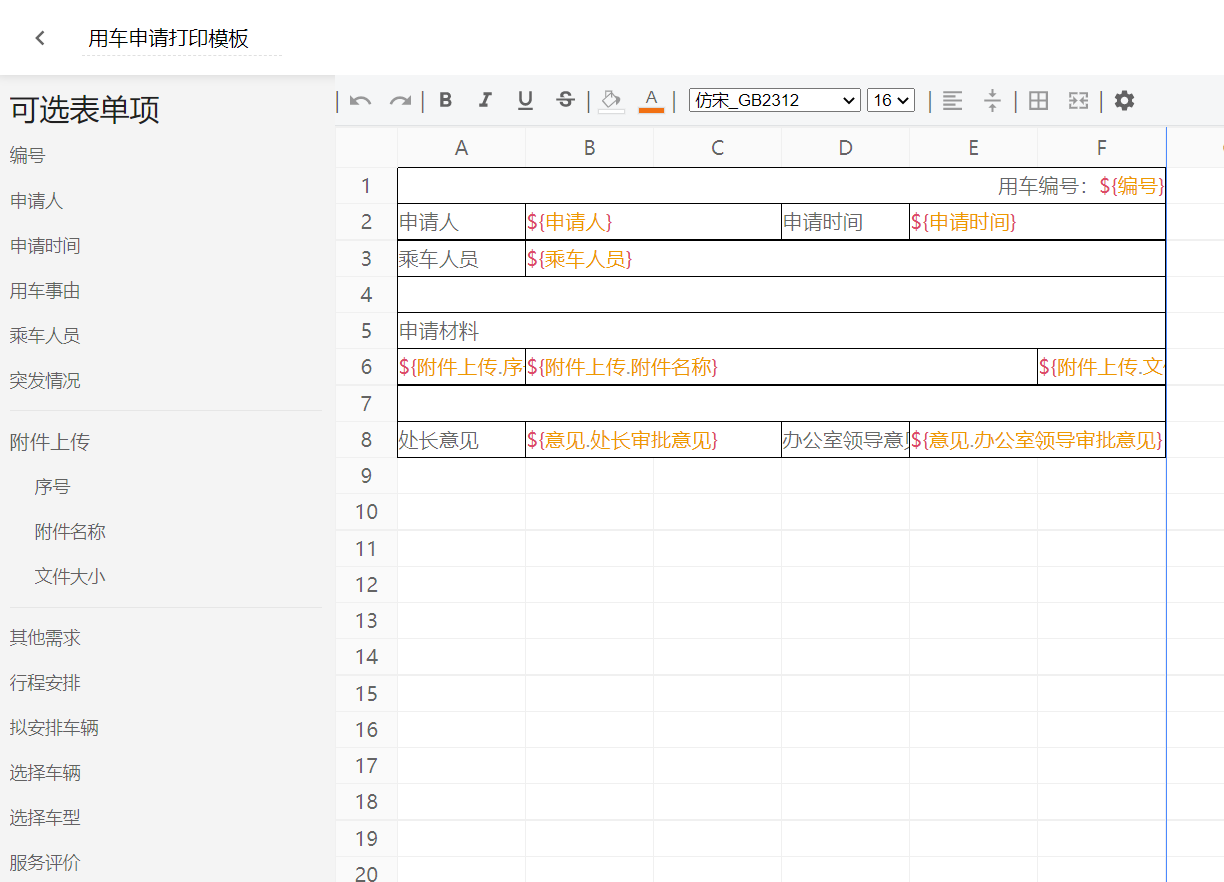 用车申请打印模板
可选表单项
编号
申请人
申请时间
用车事由
乘车人员
突发情况
附件上传
序号
附件名称
文件大小
其他需求
行程安排
拟安排车辆
选择车辆
选择车型
服务评价
B I U S A 仿宋_GB2312 16
A B C D E F
1 用车编号：${编号}
2 申请人 ${申请人} 申请时间 ${申请时间}
3 乘车人员 ${乘车人员}
4
5 申请材料
6 ${附件上传.序 ${附件上传.附件名称} ${附件上传.文
7
8 处长意见 ${意见.处长审批意见} 办公室领导意 ${意见.办公室领导审批意见}
9
10
11
12
13
14
15
16
17
18
19
20